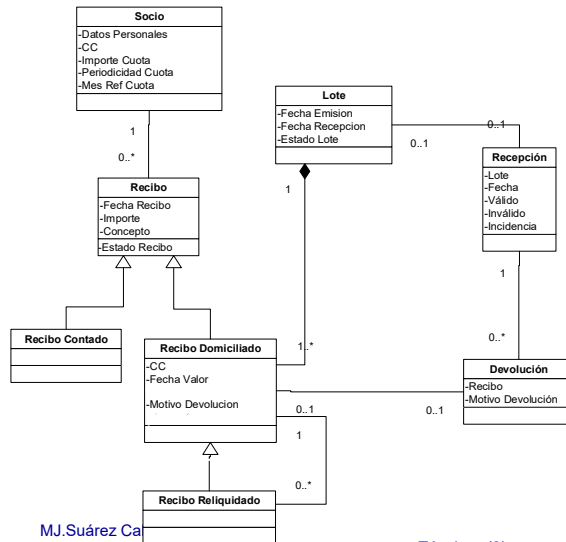 Socio
-Datos Personales
-CC
-Importe Cuota
-Periodicidad Cuota
-Mes Ref Cuota
1
0..*
Recibo
-Fecha Recibo
-Importe
-Concepto
-Estado Recibo
Lote
-Fecha Emision
-Fecha Recepcion
-Estado Lote
0..1
0..1
1
Recepción
-Lote
-Fecha
-Válido
-Inválido
-Incidencia
1
0..*
Recibo Contado
Recibo Domiciliado
-CC
-Fecha Valor
-Motivo Devolucion
1..*
0..1
0..1
1
0..*
Devolución
-Recibo
-Motivo Devolución
Recibo Reliquidado
MJ.Suárez